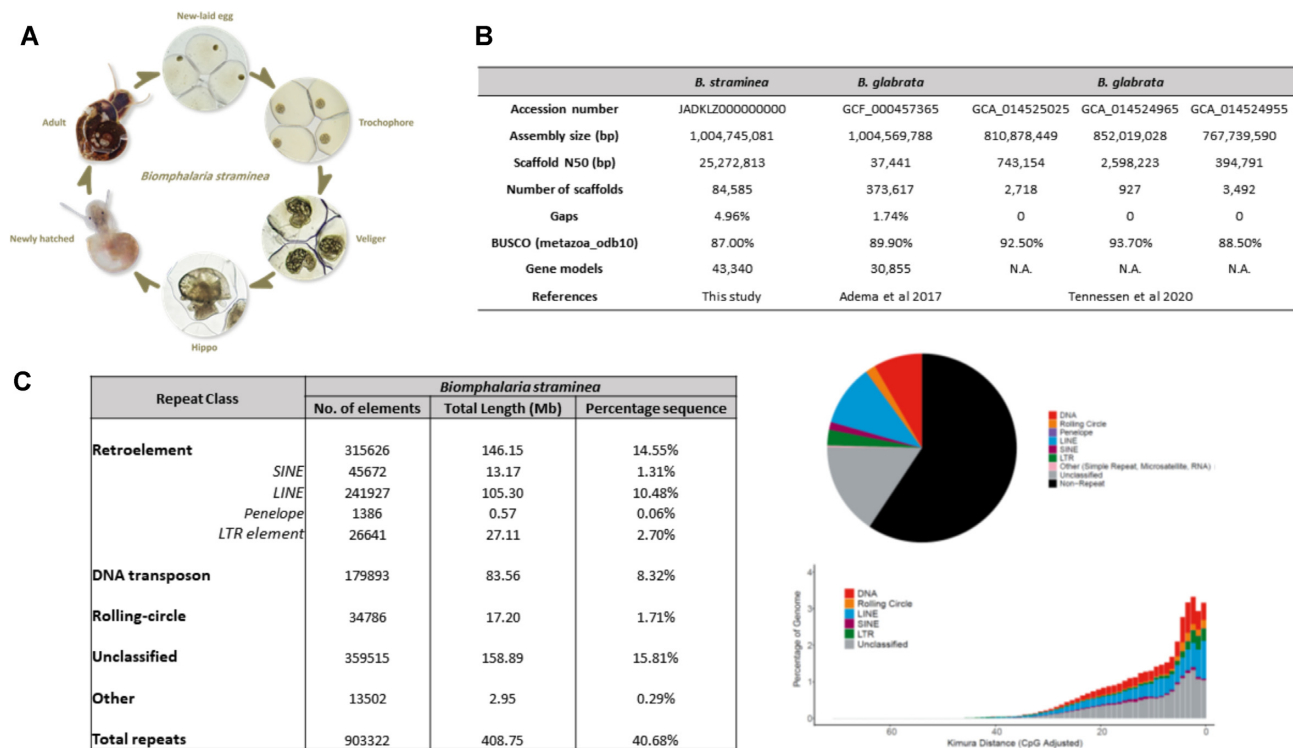 A
New-laid egg
Adult
Trochophore
Biomphalaria straminea
Newly hatched
Veliger
Hippo
B
B. straminea B. glabrata B. glabrata
Accession number JADKLZ000000000 GCF_000457365 GCA_014525025 GCA_014524965 GCA_014524955
Assembly size (bp) 1,004,745,081 1,004,569,788 810,878,449 852,019,028 767,739,590
Scaffold N50 (bp) 25,272,813 37,441 743,154 2,598,223 394,791
Number of scaffolds 84,585 373,617 2,718 927 3,492
Gaps 4.96% 1.74% 0 0 0
BUSCO (metazoa_odb10) 87.00% 89.90% 92.50% 93.70% 88.50%
Gene models 43,340 30,855 N.A. N.A. N.A.
References This study Adema et al 2017 Tennessen et al 2020
C
Repeat Class Biomphalaria straminea
No. of elements Total Length (Mb) Percentage sequence
Retroelement 315626 146.15 14.55%
SINE 45672 13.17 1.31%
LINE 241927 105.30 10.48%
Penelope 1386 0.57 0.06%
LTR element 26641 27.11 2.70%
DNA transposon 179893 83.56 8.32%
Rolling-circle 34786 17.20 1.71%
Unclassified 359515 158.89 15.81%
Other 13502 2.95 0.29%
Total repeats 903322 408.75 40.68%
DNA
Rolling Circle
Penelope
LINE
SINE
LTR
Other (Simple Repeat, Microsatellite, RNA)
Unclassified
Non-Repeat
DNA
Rolling Circle
LINE
SINE
LTR
Unclassified
Percentage of Genome
4
3
2
1
0
60 40 20 0
Kimura Distance (CpG Adjusted)